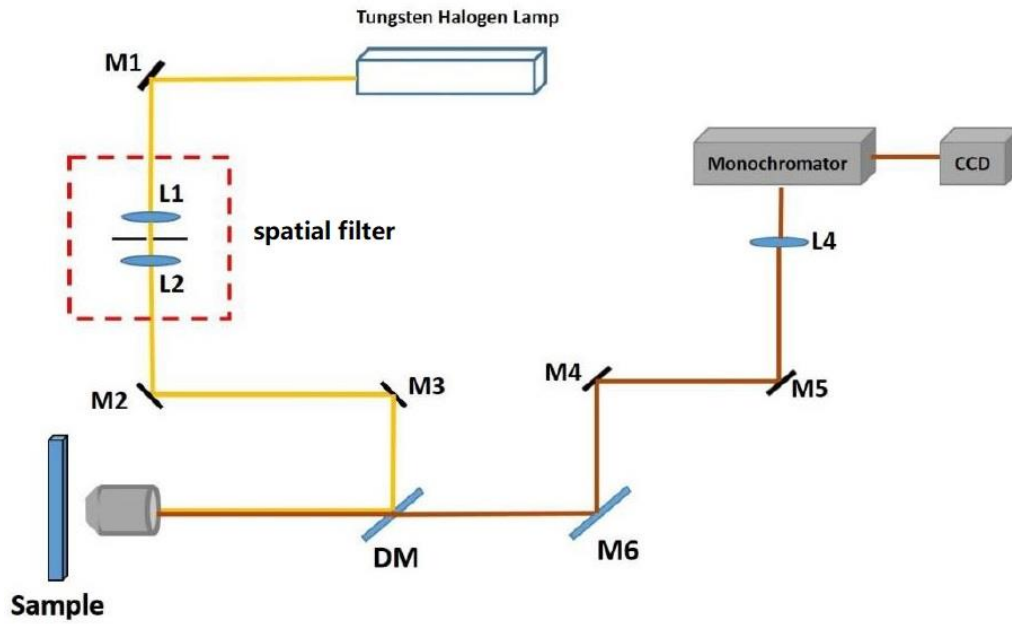 Tungsten Halogen Lamp
M1
Monochromator
CCD
L1
spatial filter
L4
L2
M2
M3
M4
M5
DM
M6
Sample